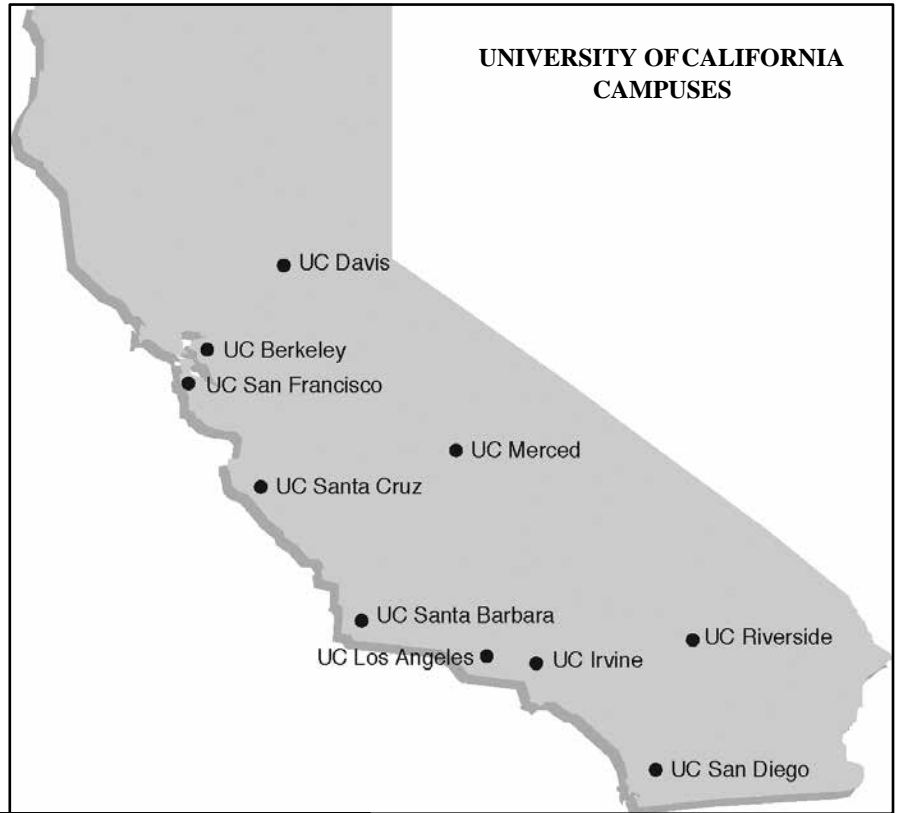 UNIVERSITY OF CALIFORNIA
CAMPUSES
UC Davis
UC Berkeley
UC San Francisco
UC Merced
UC Santa Cruz
UC Santa Barbara
UC Riverside
UC Los Angeles
UC Irvine
UC San Diego